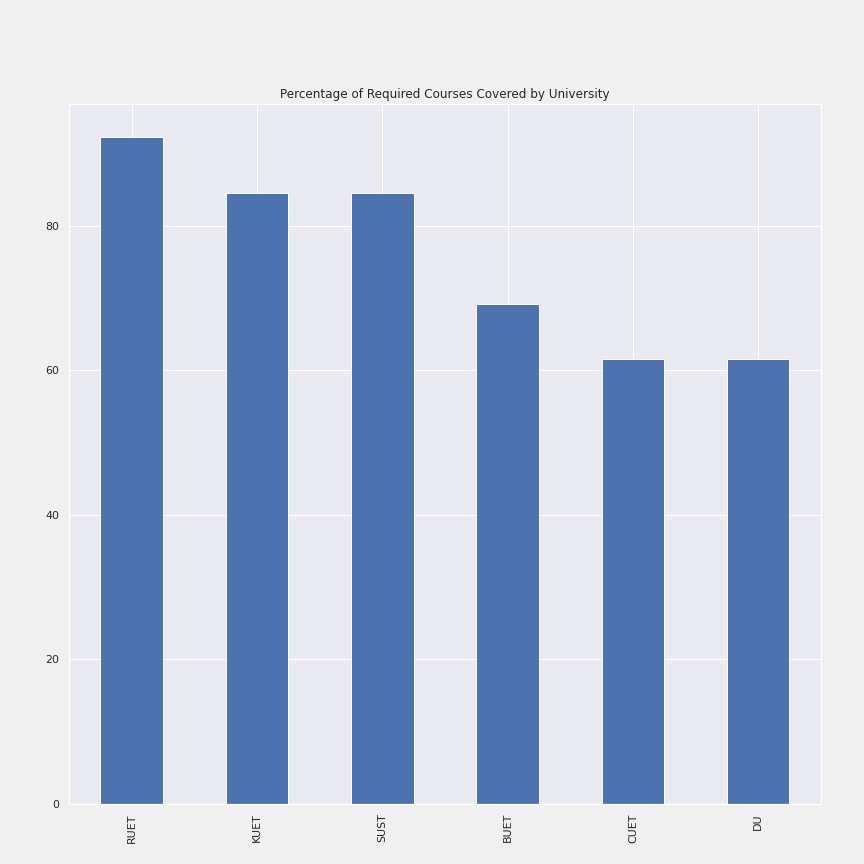 Percentage of Required Courses Covered by University
80
60
40
20
0
RUET
KUET
SUST
BUET
CUET
DU